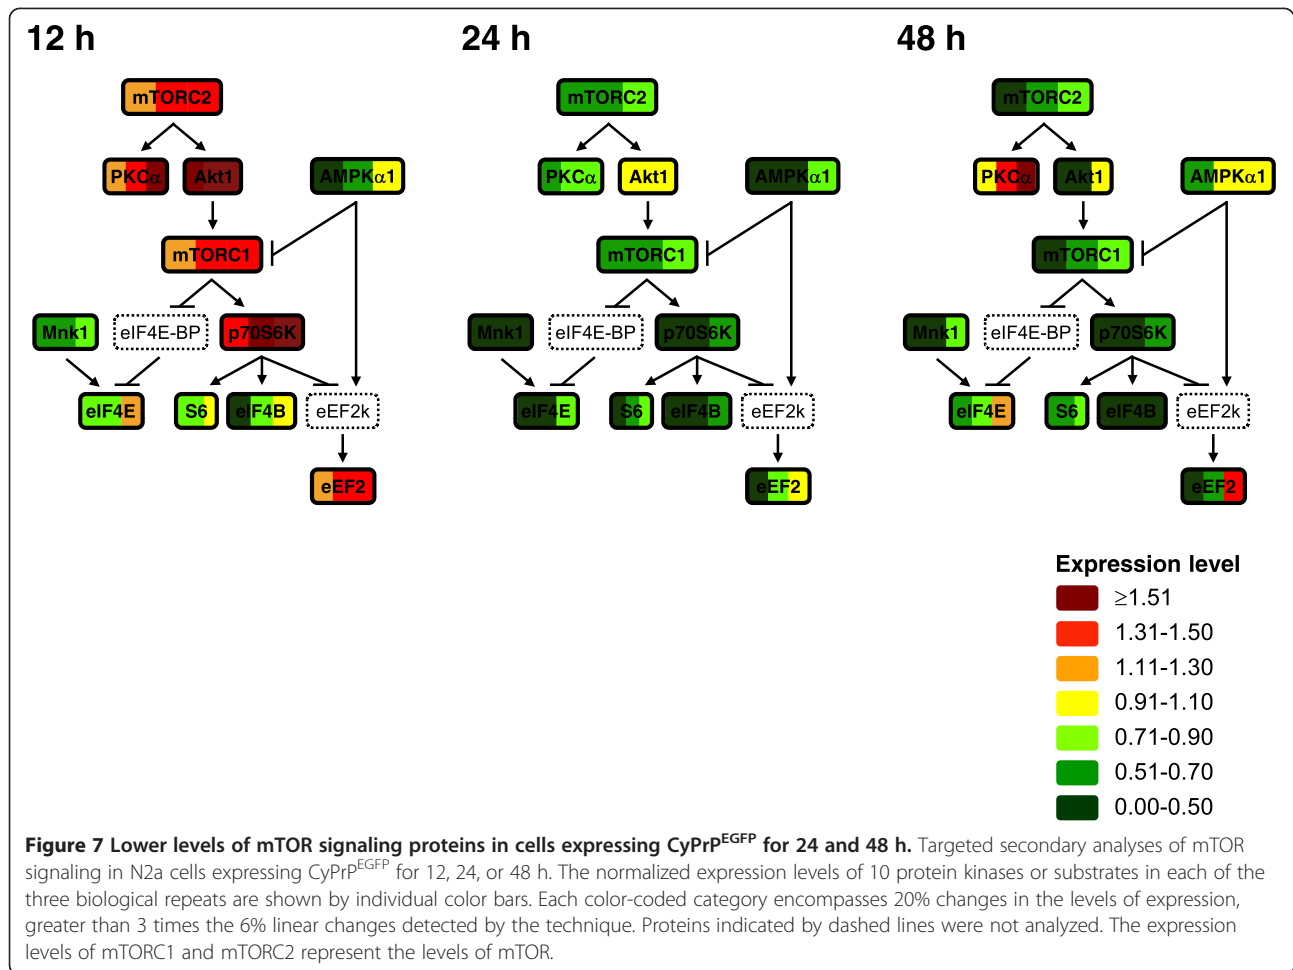 12 h
24 h
48 h
mTORC2
PKCα
Akt1
AMPKα1
mTORC1
Mnk1
eIF4E-BP
p70S6K
eIF4E
S6
eIF4B
eEF2k
eEF2
mTORC2
PKCα
Akt1
AMPKα1
mTORC1
Mnk1
eIF4E-BP
p70S6K
eIF4E
S6
eIF4B
eEF2k
eEF2
mTORC2
PKCα
Akt1
AMPKα1
mTORC1
Mnk1
eIF4E-BP
p70S6K
eIF4E
S6
eIF4B
eEF2k
eEF2
Expression level
≥1.51
1.31-1.50
1.11-1.30
0.91-1.10
0.71-0.90
0.51-0.70
0.00-0.50
Figure 7 Lower levels of mTOR signaling proteins in cells expressing CyPrPEGFP for 24 and 48 h. Targeted secondary analyses of mTOR
signaling in N2a cells expressing CyPrPEGFP for 12, 24, or 48 h. The normalized expression levels of 10 protein kinases or substrates in each of the
three biological repeats are shown by individual color bars. Each color-coded category encompasses 20% changes in the levels of expression,
greater than 3 times the 6% linear changes detected by the technique. Proteins indicated by dashed lines were not analyzed. The expression
levels of mTORC1 and mTORC2 represent the levels of mTOR.